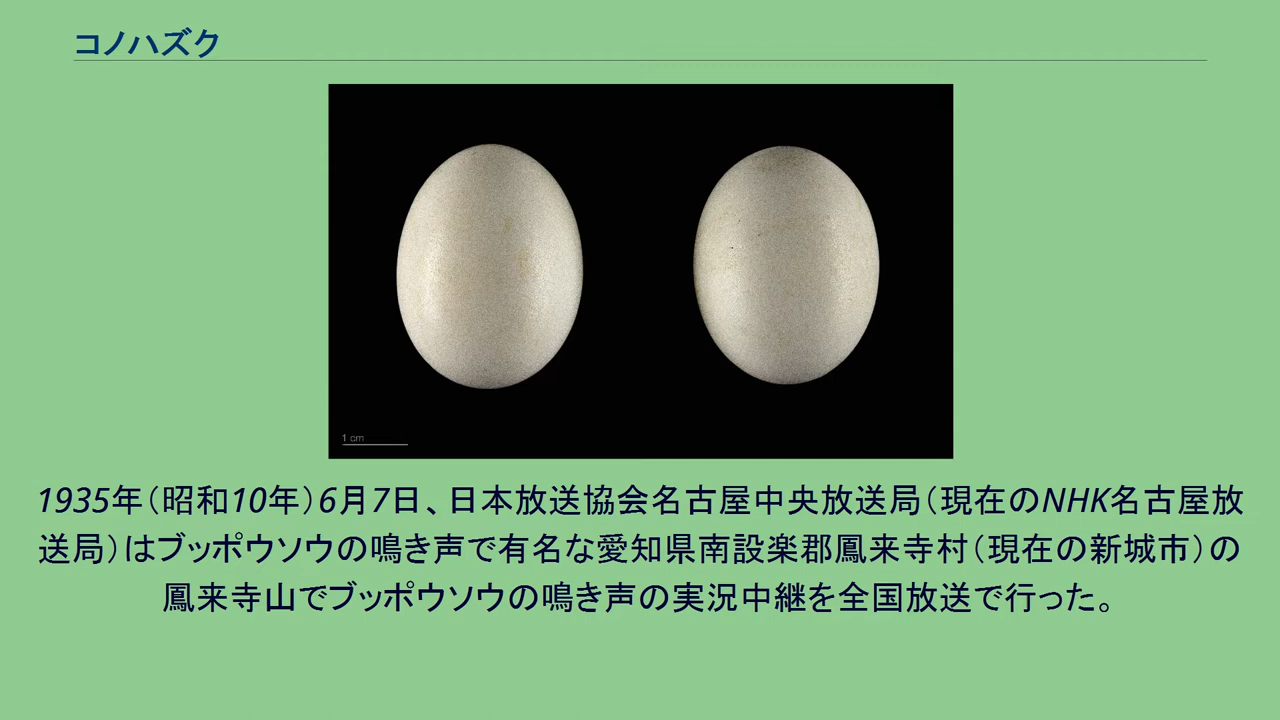 コノハズク
1 cm
1935年(昭和10年)6月7日、日本放送協会名古屋中央放送局(現在のNHK名古屋放
送局)はブッポウソウの鳴き声で有名な愛知県南設楽郡鳳来寺村(現在の新城市)の
鳳来寺山でブッポウソウの鳴き声の実況中継を全国放送で行った。